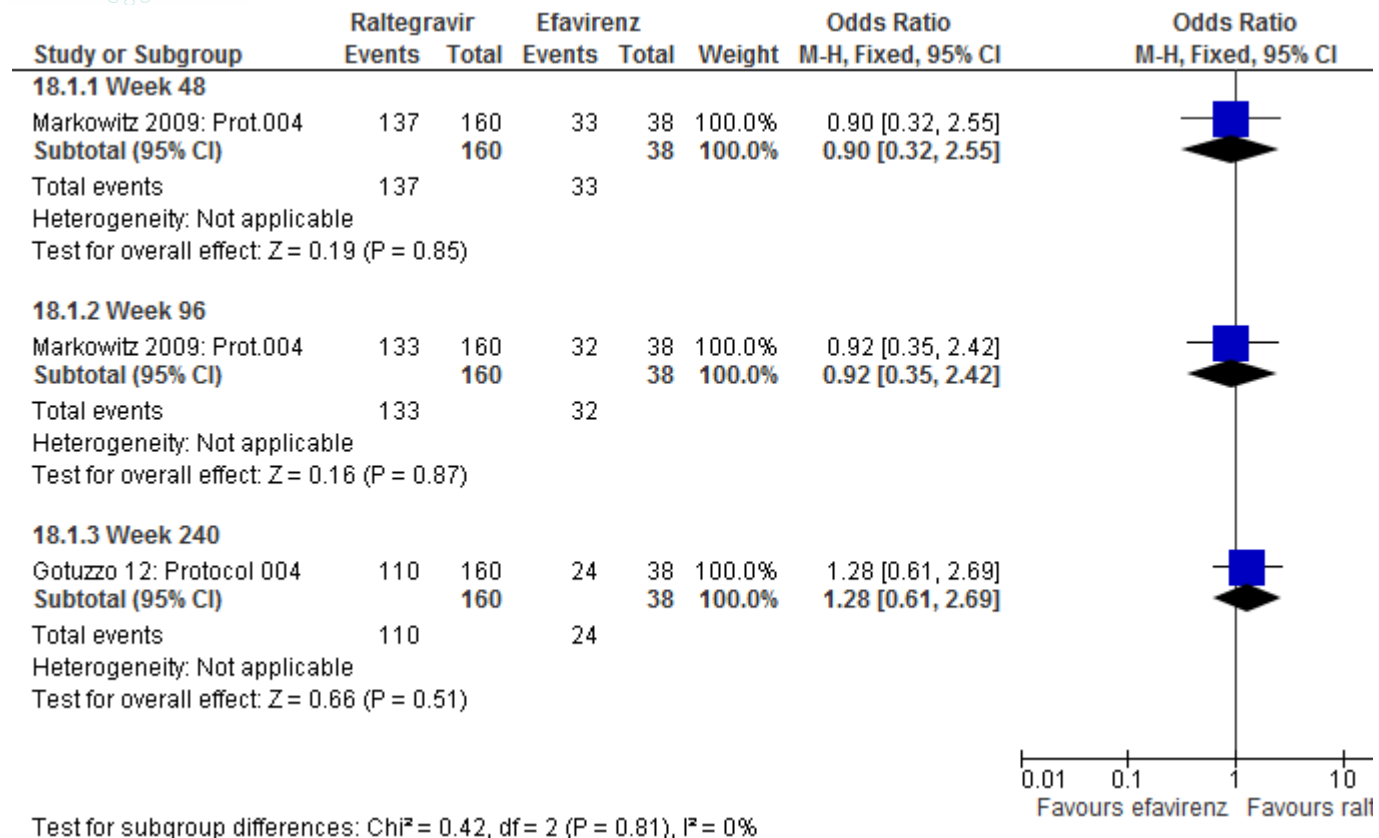 Raltegravir Efavirenz Odds Ratio Odds Ratio
Study or Subgroup Events Total Events Total Weight M-H, Fixed, 95% CI M-H, Fixed, 95% CI
18.1.1 Week 48
Markowitz 2009: Prot.004 137 160 33 38 100.0% 0.90 [0.32, 2.55]
Subtotal (95% CI) 160 38 100.0% 0.90 [0.32, 2.55]
Total events 137 33
Heterogeneity: Not applicable
Test for overall effect: Z = 0.19 (P = 0.85)
18.1.2 Week 96
Markowitz 2009: Prot.004 133 160 32 38 100.0% 0.92 [0.35, 2.42]
Subtotal (95% CI) 160 38 100.0% 0.92 [0.35, 2.42]
Total events 133 32
Heterogeneity: Not applicable
Test for overall effect: Z = 0.16 (P = 0.87)
18.1.3 Week 240
Gotuzzo 12: Protocol 004 110 160 24 38 100.0% 1.28 [0.61, 2.69]
Subtotal (95% CI) 160 38 100.0% 1.28 [0.61, 2.69]
Total events 110 24
Heterogeneity: Not applicable
Test for overall effect: Z = 0.66 (P = 0.51)
0.01 0.1 1 10
Favours efavirenz Favours ralt
Test for subgroup differences: Chi² = 0.42, df = 2 (P = 0.81), I² = 0%